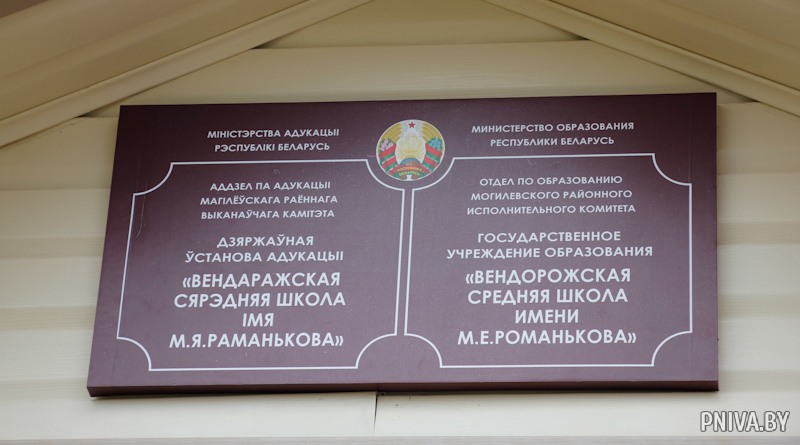 МІНІСТЭРСТВА АДУКАЦЫІ
РЭСПУБЛІКІ БЕЛАРУСЬ
АДДЗЕЛ ПА АДУКАЦЫІ
МАГІЛЁЎСКАГА РАЁННАГА
ВЫКАНАЎЧАГА КАМІТЭТА
ДЗЯРЖАЎНАЯ
ЎСТАНОВА АДУКАЦЫІ
«ВЕНДАРАЖСКАЯ
СЯРЭДНЯЯ ШКОЛА
ІМЯ
М.Я.РАМАНЬКОВА»
МИНИСТЕРСТВО ОБРАЗОВАНИЯ
РЕСПУБЛИКИ БЕЛАРУСЬ
ОТДЕЛ ПО ОБРАЗОВАНИЮ
МОГИЛЕВСКОГО РАЙОННОГО
ИСПОЛНИТЕЛЬНОГО КОМИТЕТА
ГОСУДАРСТВЕННОЕ
УЧРЕЖДЕНИЕ ОБРАЗОВАНИЯ
«ВЕНДОРОЖСКАЯ
СРЕДНЯЯ ШКОЛА
ИМЕНИ
М.Е.РОМАНЬКОВА»
PNIVA.BY